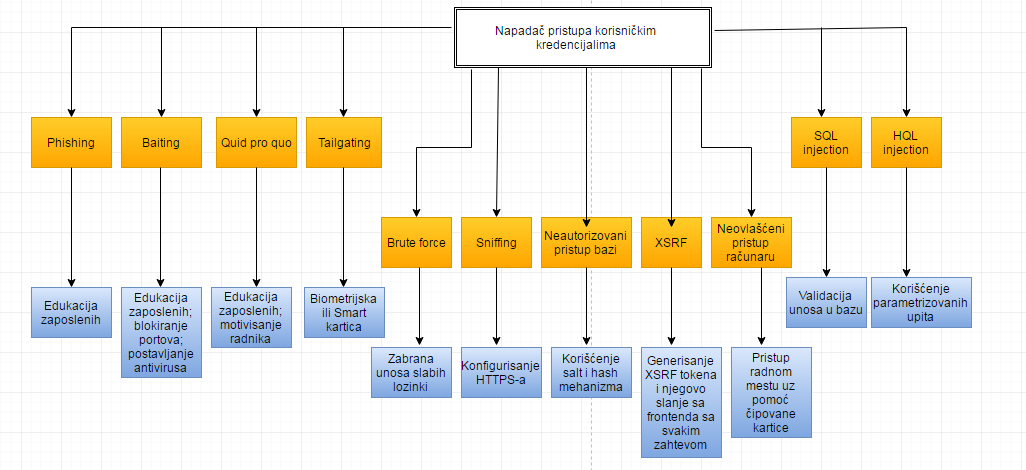 Napadač pristupa korisničkim
kredencijalima
Phishing
Baiting
Quid pro quo
Tailgating
SQL
injection
HQL
injection
Brute force
Sniffing
Neautorizovani
pristup bazi
XSRF
Neovlašćeni
pristup
računaru
Edukacija
zaposlenih
Edukacija
zaposlenih;
blokiranje
portova;
postavljanje
antivirusa
Edukacija
zaposlenih;
motivisanje
radnika
Biometrijska
ili Smart
kartica
Validacija
unosa u bazu
Korišćenje
parametrizovanih
upita
Zabrana
unosa slabih
lozinki
Konfigurisanje
HTTPS-a
Korišćenje
salt i hash
mehanizma
Generisanje
XSRF tokena
i njegovo
slanje sa
frontenda sa
svakim
zahtevom
Pristup
radnom
mestu uz
pomoć
čipovane
kartice